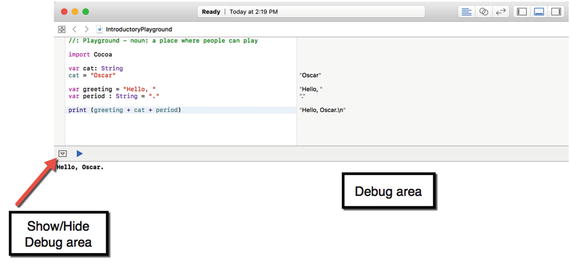 Ready | Today at 2:19 PM
IntroductoryPlayground
//: Playground - noun: a place where people can play
import Cocoa
var cat: String
cat = "Oscar"
"Oscar"
var greeting = "Hello, "
"Hello, "
var period : String = "."
"."
print (greeting + cat + period)
"Hello, Oscar.\n"
Hello, Oscar.
Debug area
Show/Hide
Debug area